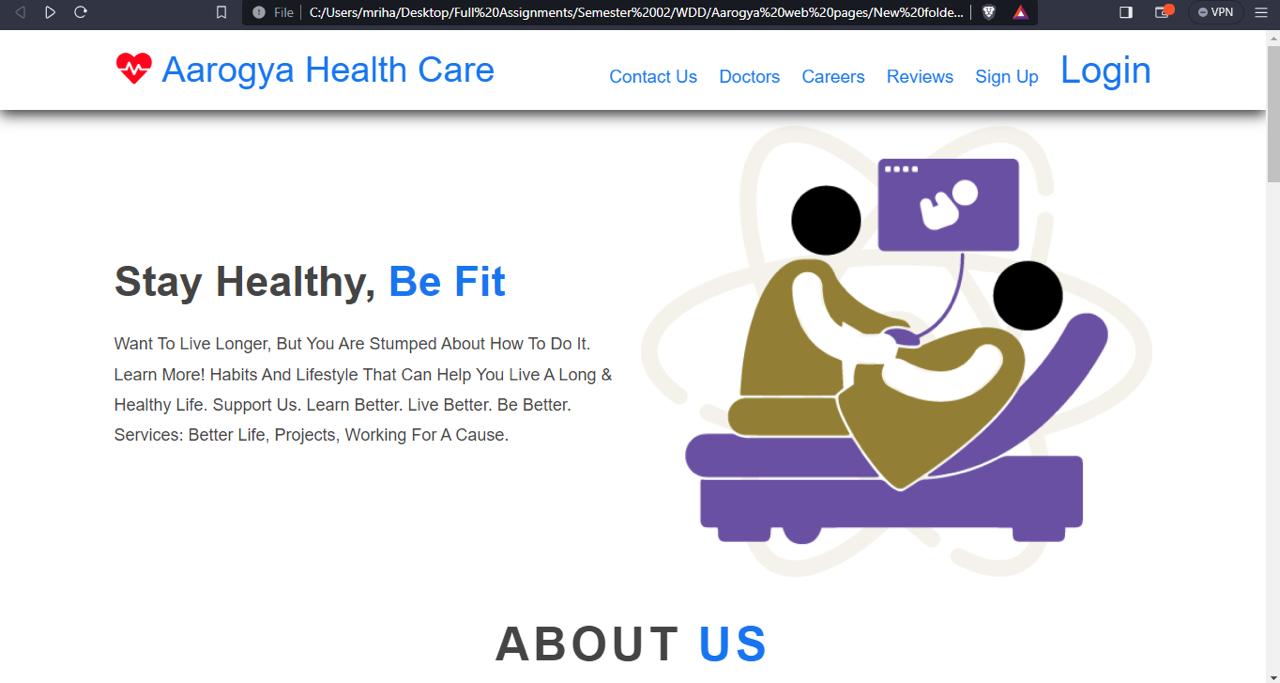 File C:/Users/mriha/Desktop/Full%20Assignments/Semester%2002/WDD/Aarogya%20web%20pages/New%20folde... VPN
Aarogya Health Care
Contact Us Doctors Careers Reviews Sign Up Login
Stay Healthy, Be Fit
Want To Live Longer, But You Are Stumped About How To Do It.
Learn More! Habits And Lifestyle That Can Help You Live A Long &
Healthy Life. Support Us. Learn Better. Live Better. Be Better.
Services: Better Life, Projects, Working For A Cause.
ABOUT US